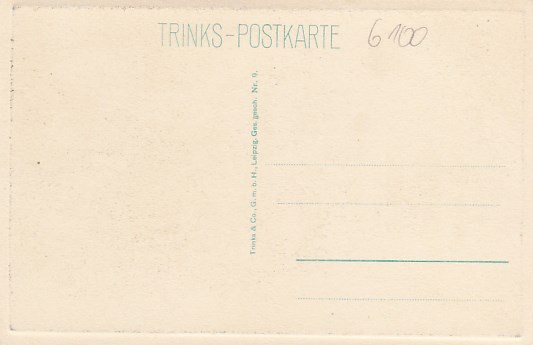 TRINKS-POSTKARTE
6100
Trinks & Co., G. m. b. H., Leipzig. Ges. gesch. Nr. 9.